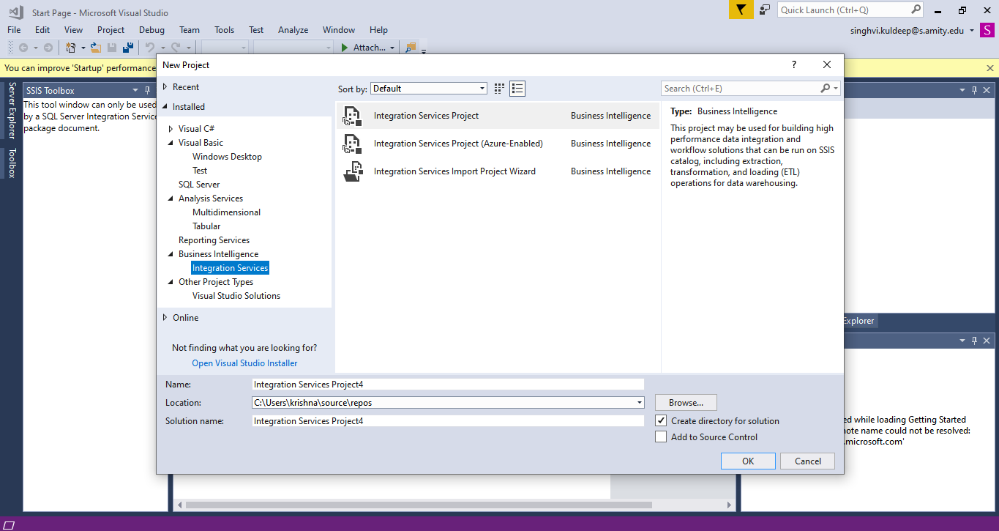 Start Page - Microsoft Visual Studio
Quick Launch (Ctrl+Q)
File Edit View Project Debug Team Tools Test Analyze Window Help
singhvi.kuldeep@s.amity.edu
S
Attach...
You can improve 'Startup' performance
Server Explorer
Toolbox
SSIS Toolbox
This tool window can only be used
by a SQL Server Integration Service
package document.
New Project
?
Recent
Installed
Visual C#
Visual Basic
Windows Desktop
Test
SQL Server
Analysis Services
Multidimensional
Tabular
Reporting Services
Business Intelligence
Integration Services
Other Project Types
Visual Studio Solutions
Online
Not finding what you are looking for?
Open Visual Studio Installer
Sort by: Default
Search (Ctrl+E)
Integration Services Project Business Intelligence
Integration Services Project (Azure-Enabled) Business Intelligence
Integration Services Import Project Wizard Business Intelligence
Type: Business Intelligence
This project may be used for building high
performance data integration and
workflow solutions that can be run on SSIS
catalog, including extraction,
transformation, and loading (ETL)
operations for data warehousing.
Name: Integration Services Project4
Location: C:\Users\krishna\source\repos
Browse...
Solution name: Integration Services Project4
Create directory for solution
Add to Source Control
OK Cancel
Explorer
ed while loading Getting Started
note name could not be resolved:
.microsoft.com'